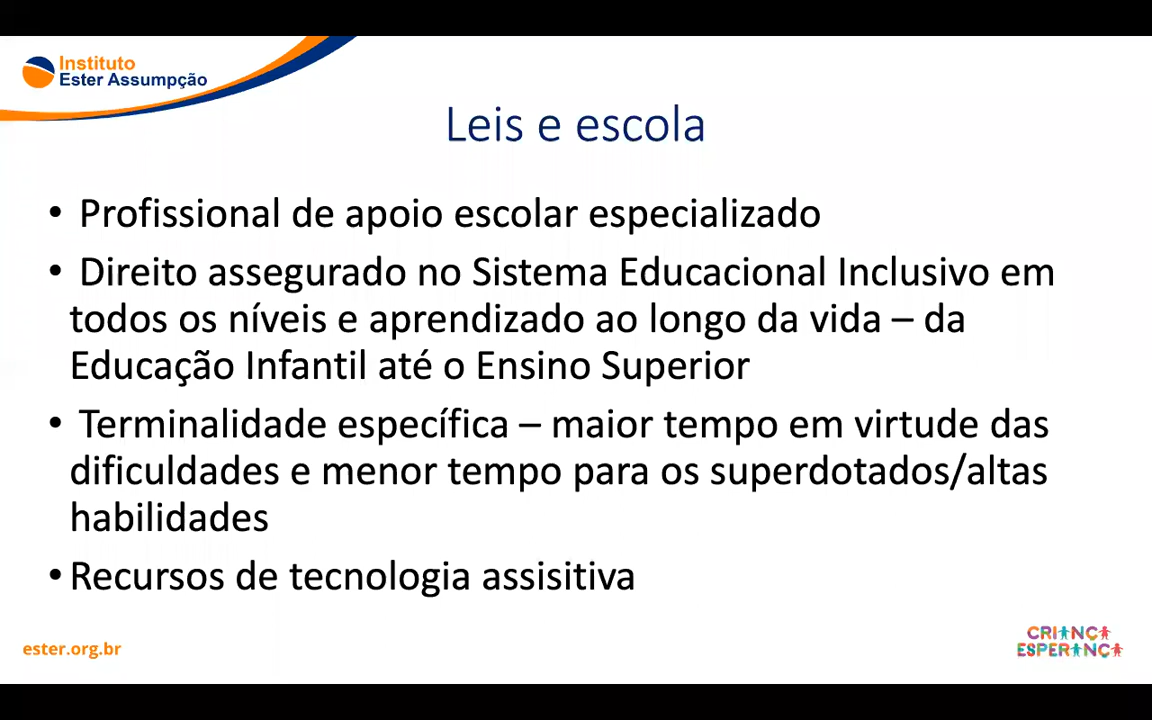 Instituto
Ester Assumpção
Leis e escola
• Profissional de apoio escolar especializado
• Direito assegurado no Sistema Educacional Inclusivo em
todos os níveis e aprendizado ao longo da vida – da
Educação Infantil até o Ensino Superior
• Terminalidade específica – maior tempo em virtude das
dificuldades e menor tempo para os superdotados/altas
habilidades
• Recursos de tecnologia assisitiva
ester.org.br
CRIANÇA
ESPERANÇA